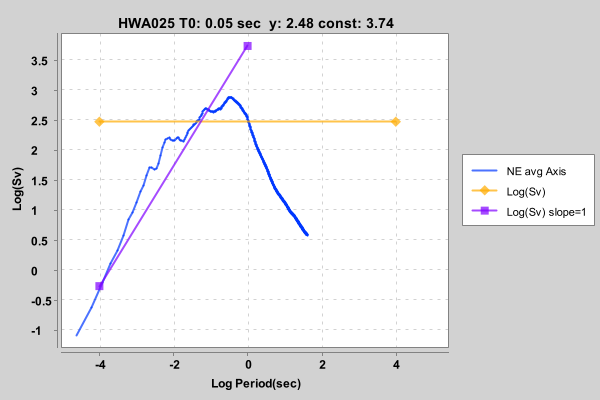 HWA025 T0: 0.05 sec  y: 2.48 const: 3.74
3.5
3
2.5
2
1.5
1
0.5
0
-0.5
-1
Log(Sv)
-4 -2 0 2 4
Log Period(sec)
NE avg Axis
Log(Sv)
Log(Sv) slope=1